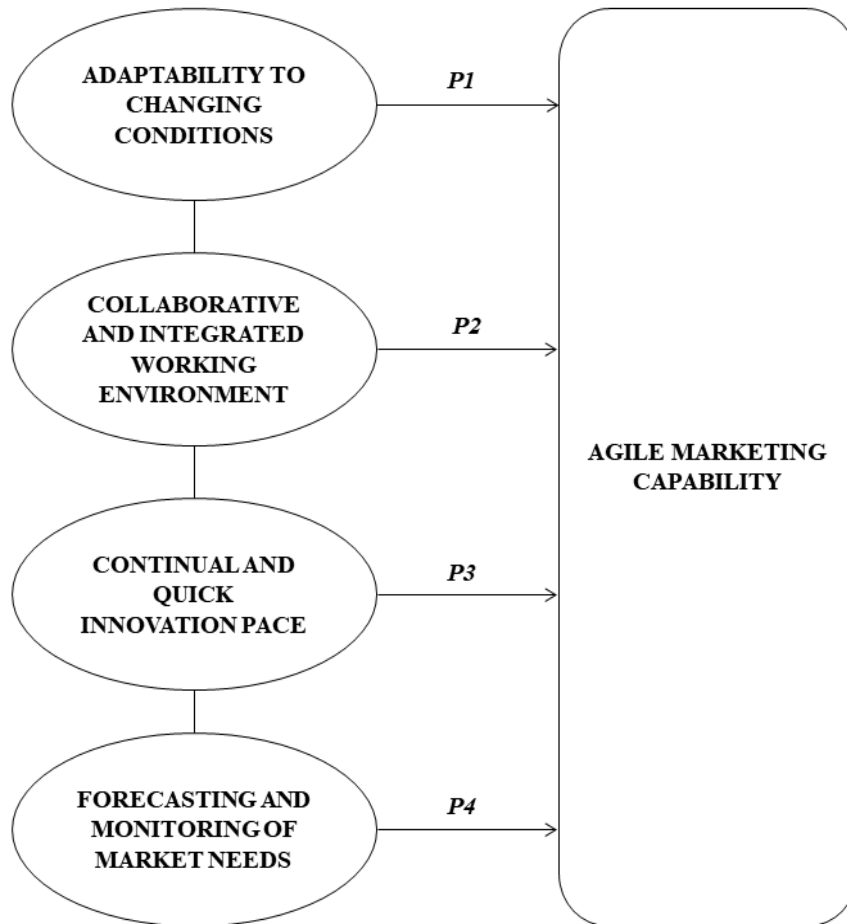 ADAPTABILITY TO
CHANGING
CONDITIONS
P1
COLLABORATIVE
AND INTEGRATED
WORKING
ENVIRONMENT
P2
AGILE MARKETING
CAPABILITY
CONTINUAL AND
QUICK
INNOVATION PACE
P3
FORECASTING AND
MONITORING OF
MARKET NEEDS
P4